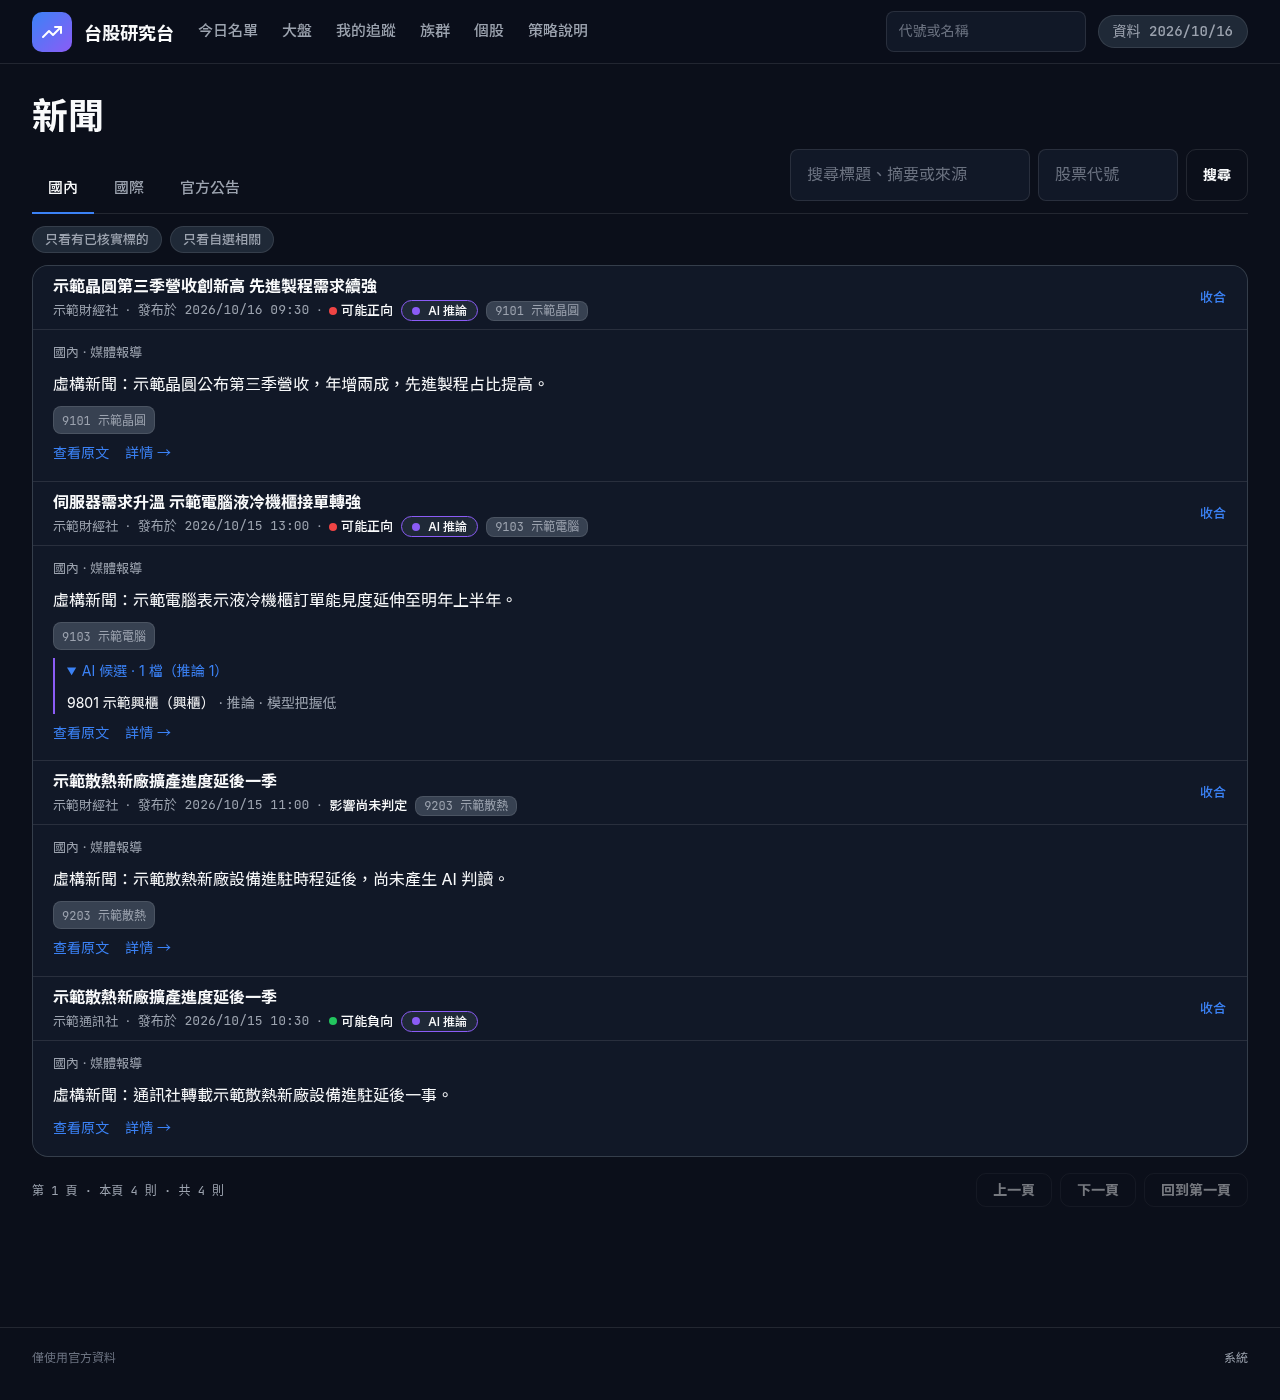 台股研究台 今日名單 大盤 我的追蹤 族群 個股 策略說明 代號或名稱 資料 2026/10/16
新聞
國內 國際 官方公告 搜尋標題、摘要或來源 股票代號 搜尋
只看有已核實標的 只看自選相關
示範晶圓第三季營收創新高 先進製程需求續強
示範財經社 · 發布於 2026/10/16 09:30 · 可能正向 AI 推論 9101 示範晶圓
收合
國內 · 媒體報導
虛構新聞：示範晶圓公布第三季營收，年增兩成，先進製程占比提高。
9101 示範晶圓
查看原文 詳情 →
伺服器需求升溫 示範電腦液冷機櫃接單轉強
示範財經社 · 發布於 2026/10/15 13:00 · 可能正向 AI 推論 9103 示範電腦
收合
國內 · 媒體報導
虛構新聞：示範電腦表示液冷機櫃訂單能見度延伸至明年上半年。
9103 示範電腦
▼ AI 候選 · 1 檔（推論 1）
9801 示範興櫃（興櫃） · 推論 · 模型把握低
查看原文 詳情 →
示範散熱新廠擴產進度延後一季
示範財經社 · 發布於 2026/10/15 11:00 · 影響尚未判定 9203 示範散熱
收合
國內 · 媒體報導
虛構新聞：示範散熱新廠設備進駐時程延後，尚未產生 AI 判讀。
9203 示範散熱
查看原文 詳情 →
示範散熱新廠擴產進度延後一季
示範通訊社 · 發布於 2026/10/15 10:30 · 可能負向 AI 推論
收合
國內 · 媒體報導
虛構新聞：通訊社轉載示範散熱新廠設備進駐延後一事。
查看原文 詳情 →
第 1 頁 · 本頁 4 則 · 共 4 則 上一頁 下一頁 回到第一頁
僅使用官方資料 系統